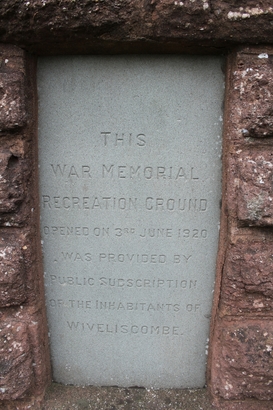 THIS
WAR MEMORIAL
RECREATION GROUND
OPENED ON 3RD JUNE 1920
WAS PROVIDED BY
PUBLIC SUBSCRIPTION
OF THE INHABITANTS OF
WIVELISCOMBE.